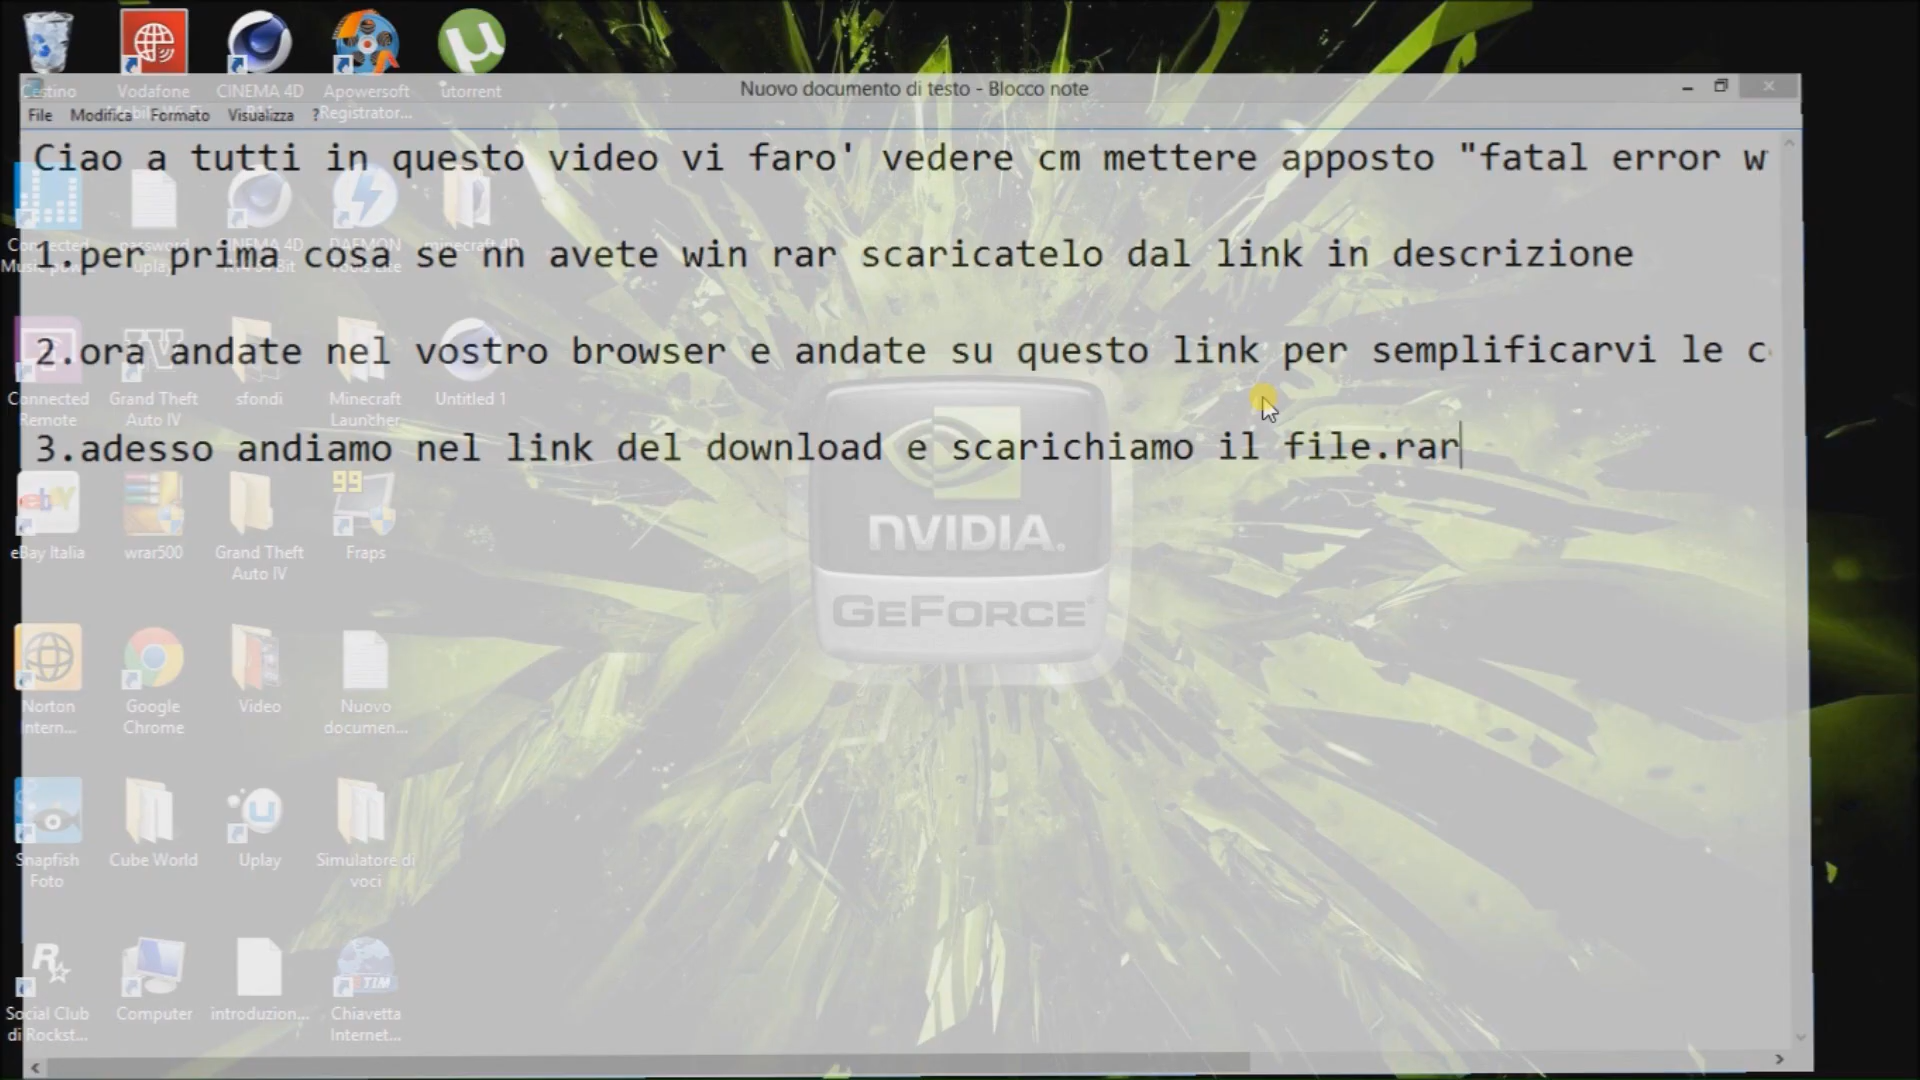 Cestino
Vodafone
CINEMA 4D
Apowersoft
Registrator...
utorrent
Nuovo documento di testo - Blocco note
File Modifica Formato Visualizza ?
Ciao a tutti in questo video vi faro' vedere cm mettere apposto "fatal error w
1.per prima cosa se nn avete win rar scaricatelo dal link in descrizione
2.ora andate nel vostro browser e andate su questo link per semplificarvi le c
3.adesso andiamo nel link del download e scarichiamo il file.rar
Connected
Remote
Grand Theft
Auto IV
sfondi
Minecraft
Launcher
Untitled 1
NVIDIA.
GEFORCE
eBay Italia
wrar500
Grand Theft
Auto IV
99
Fraps
Norton
Intern...
Google
Chrome
Video
Nuovo
documen...
Snapfish
Foto
Cube World
Uplay
Simulatore di
voci
Social Club
di Rockst...
Computer
introduzion...
TIM
Chiavetta
Internet...